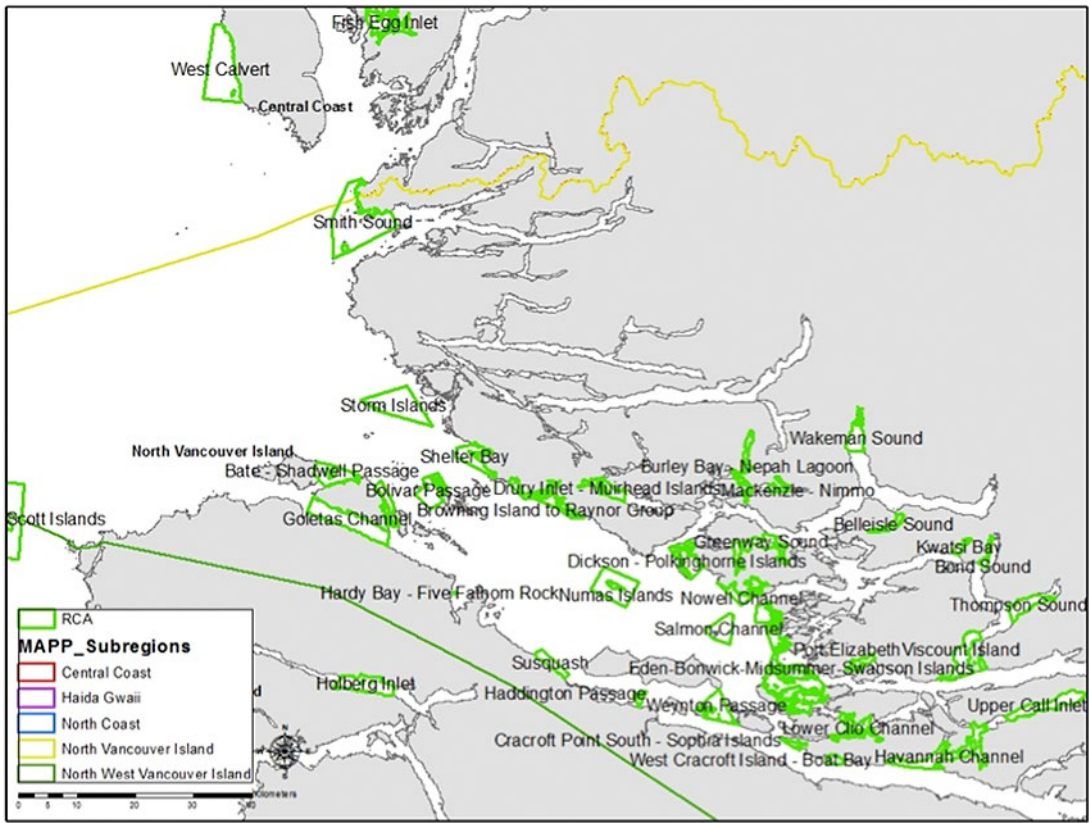 Fish Egg Inlet
West Calvert
Central Coast
Smith Sound
Storm Islands
Wakeman Sound
North Vancouver Island
Shelter Bay
Bate - Shadwell Passage
Burley Bay - Nepah Lagoon
Bolivar Passage
Drury Inlet - Muirhead Islands
Mackenzie - Nimmo
Browning Island to Raynor Group
Scott Islands
Goletas Channel
Belleisle Sound
Greenway Sound
Kwatsi Bay
Dickson - Polkinghorne Islands
Bond Sound
Hardy Bay - Five Fathom Rock
Numas Islands
Nowell Channel
Thompson Sound
Salmon Channel
Port Elizabeth
Viscount Island
Susquash
Eden-Bonwick-Midsummer-Swanson Islands
Holberg Inlet
Haddington Passage
Weynton Passage
Upper Call Inlet
Lower Clio Channel
Cracroft Point South - Sophia Islands
West Cracroft Island - Boat Bay
Havannah Channel
RCA
MAPP_Subregions
Central Coast
Haida Gwaii
North Coast
North Vancouver Island
North West Vancouver Island
N
0 5 10 20 30 40